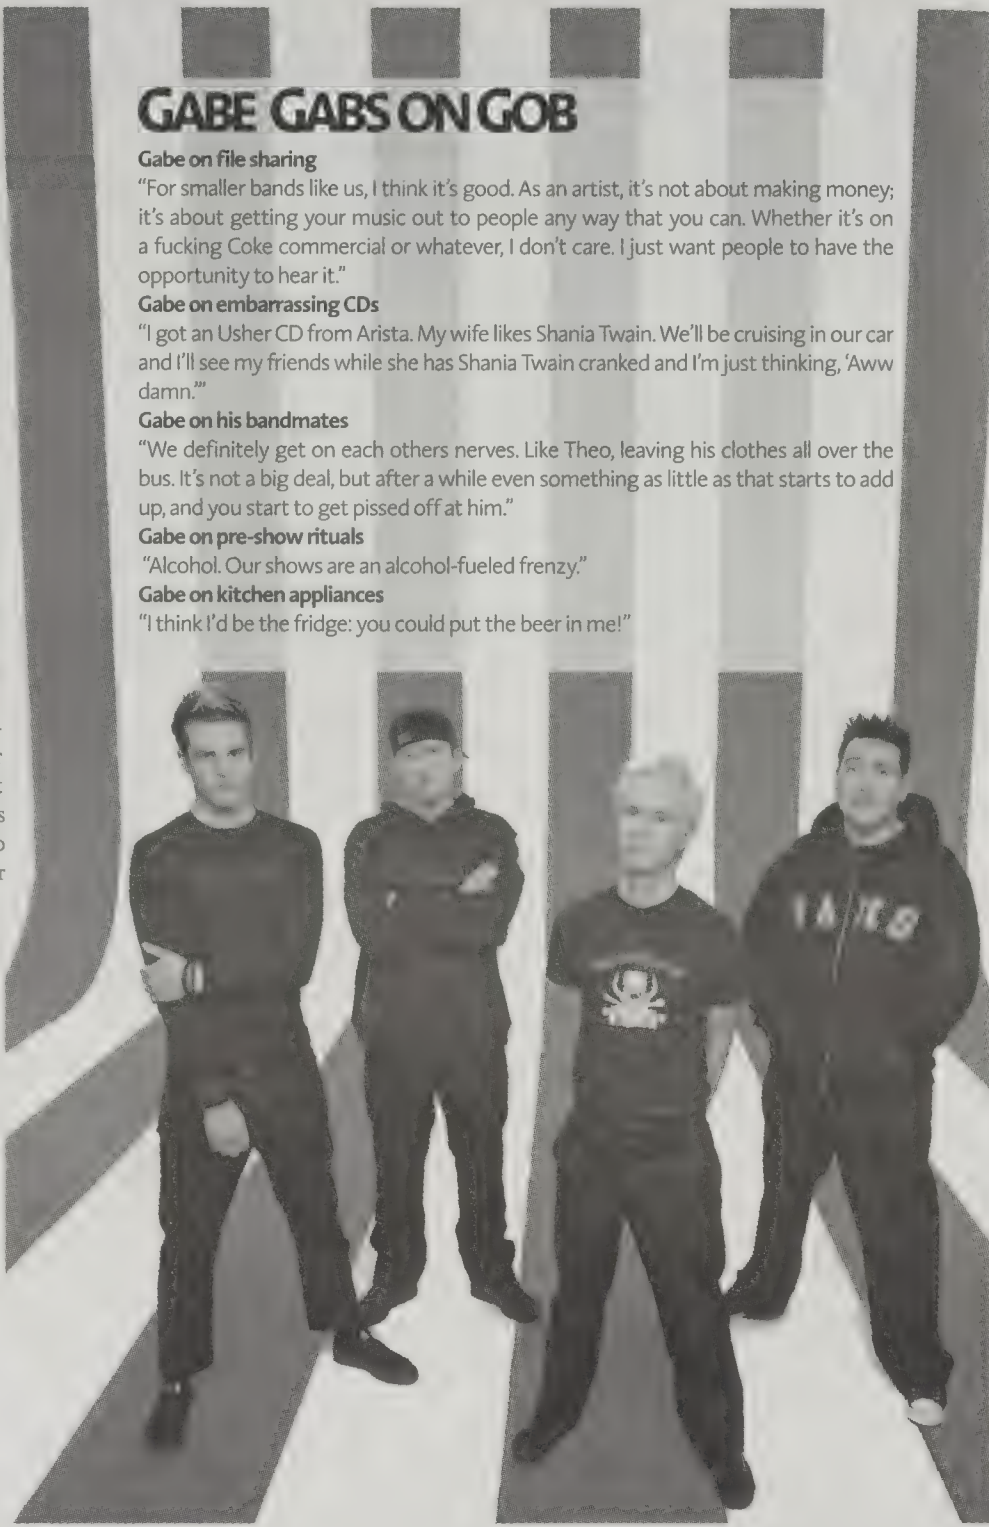 GABE GABS ON GOB
Gabe on file sharing
"For smaller bands like us, I think it's good. As an artist, it's not about making money;
it's about getting your music out to people any way that you can. Whether it's on
a fucking Coke commercial or whatever, I don't care. I just want people to have the
opportunity to hear it."
Gabe on embarrassing CDs
"I got an Usher CD from Arista. My wife likes Shania Twain. We'll be cruising in our car
and I'll see my friends while she has Shania Twain cranked and I'm just thinking, 'Aww
damn.'"
Gabe on his bandmates
"We definitely get on each others nerves. Like Theo, leaving his clothes all over the
bus. It's not a big deal, but after a while even something as little as that starts to add
up, and you start to get pissed off at him."
Gabe on pre-show rituals
"Alcohol. Our shows are an alcohol-fueled frenzy."
Gabe on kitchen appliances
"I think I'd be the fridge: you could put the beer in me!"